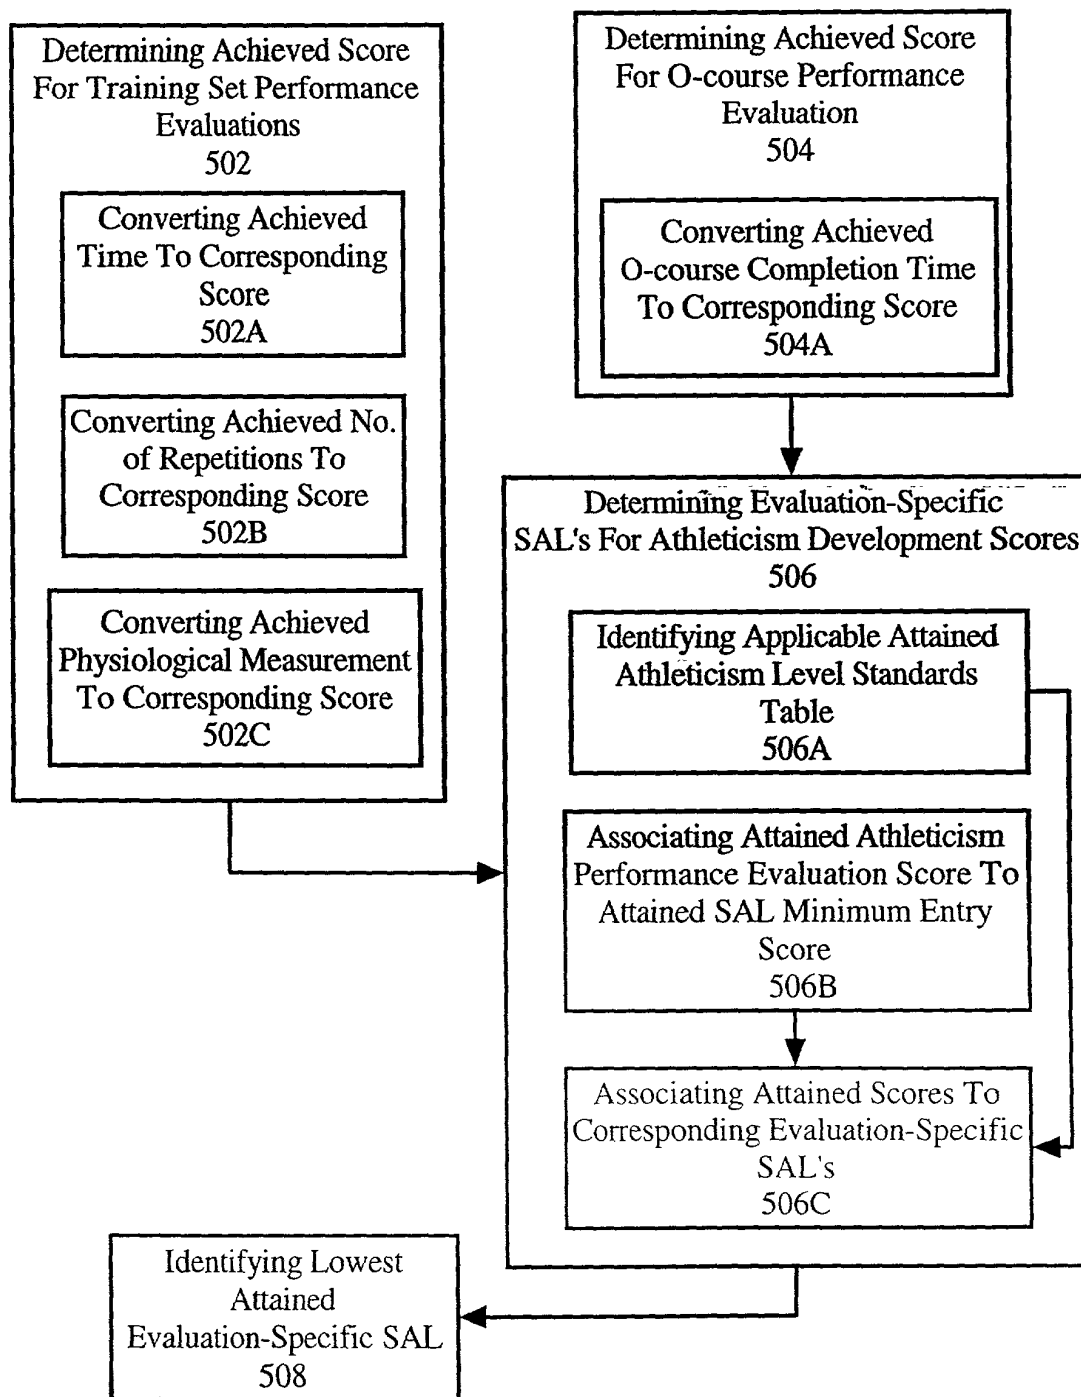 Determining Achieved Score
For Training Set Performance
Evaluations
502
Converting Achieved
Time To Corresponding
Score
502A
Converting Achieved No.
of Repetitions To
Corresponding Score
502B
Converting Achieved
Physiological Measurement
To Corresponding Score
502C
Determining Achieved Score
For O-course Performance
Evaluation
504
Converting Achieved
O-course Completion Time
To Corresponding Score
504A
Determining Evaluation-Specific
SAL's For Athleticism Development Scores
506
Identifying Applicable Attained
Athleticism Level Standards
Table
506A
Associating Attained Athleticism
Performance Evaluation Score To
Attained SAL Minimum Entry
Score
506B
Associating Attained Scores To
Corresponding Evaluation-Specific
SAL's
506C
Identifying Lowest
Attained
Evaluation-Specific SAL
508